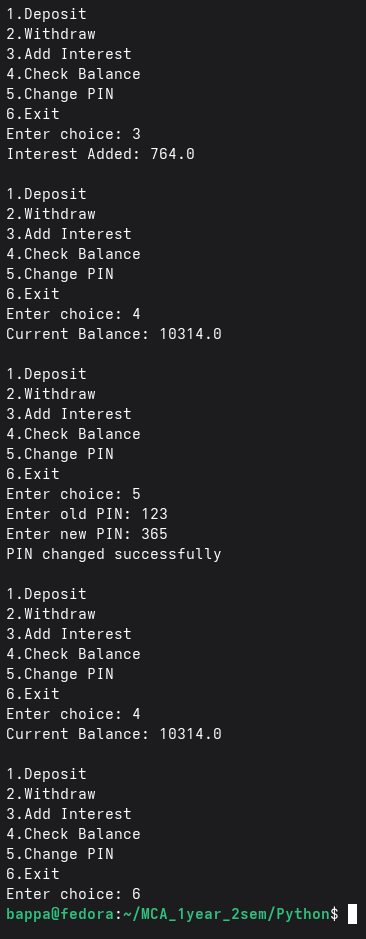 1.Deposit
2.Withdraw
3.Add Interest
4.Check Balance
5.Change PIN
6.Exit
Enter choice: 3
Interest Added: 764.0
1.Deposit
2.Withdraw
3.Add Interest
4.Check Balance
5.Change PIN
6.Exit
Enter choice: 4
Current Balance: 10314.0
1.Deposit
2.Withdraw
3.Add Interest
4.Check Balance
5.Change PIN
6.Exit
Enter choice: 5
Enter old PIN: 123
Enter new PIN: 365
PIN changed successfully
1.Deposit
2.Withdraw
3.Add Interest
4.Check Balance
5.Change PIN
6.Exit
Enter choice: 4
Current Balance: 10314.0
1.Deposit
2.Withdraw
3.Add Interest
4.Check Balance
5.Change PIN
6.Exit
Enter choice: 6
bappa@fedora:~/MCA_1year_2sem/Python$